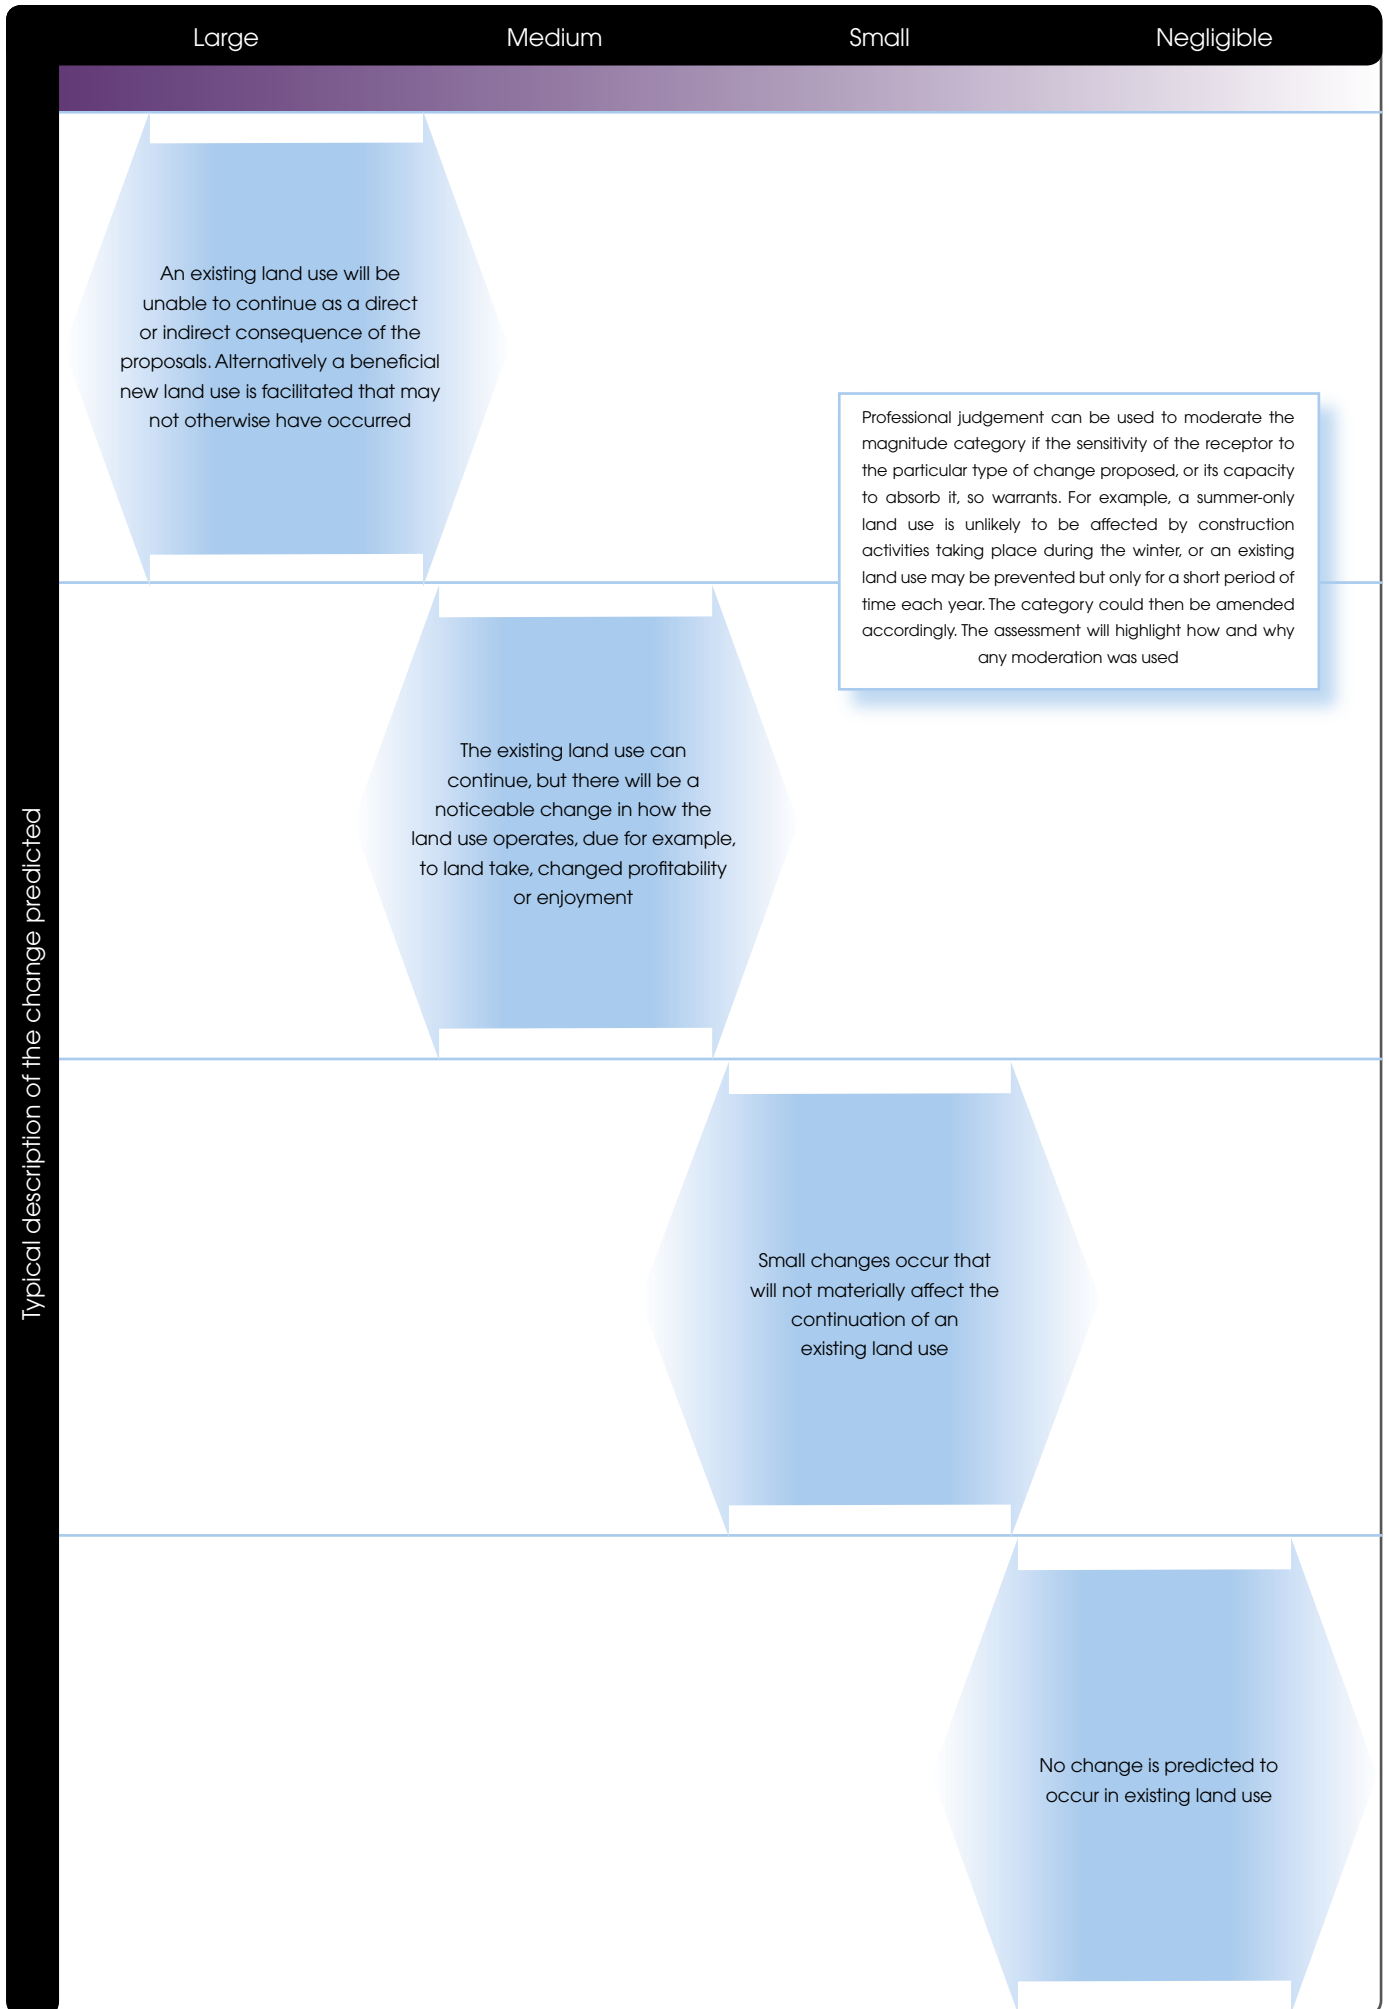 Large
Medium
Small
Negligible
Typical description of the change predicted
An existing land use will be
unable to continue as a direct
or indirect consequence of the
proposals. Alternatively a beneficial
new land use is facilitated that may
not otherwise have occurred
Professional judgement can be used to moderate the
magnitude category if the sensitivity of the receptor to
the particular type of change proposed, or its capacity
to absorb it, so warrants. For example, a summer-only
land use is unlikely to be affected by construction
activities taking place during the winter, or an existing
land use may be prevented but only for a short period of
time each year. The category could then be amended
accordingly. The assessment will highlight how and why
any moderation was used
The existing land use can
continue, but there will be a
noticeable change in how the
land use operates, due for example,
to land take, changed profitability
or enjoyment
Small changes occur that
will not materially affect the
continuation of an
existing land use
No change is predicted to
occur in existing land use